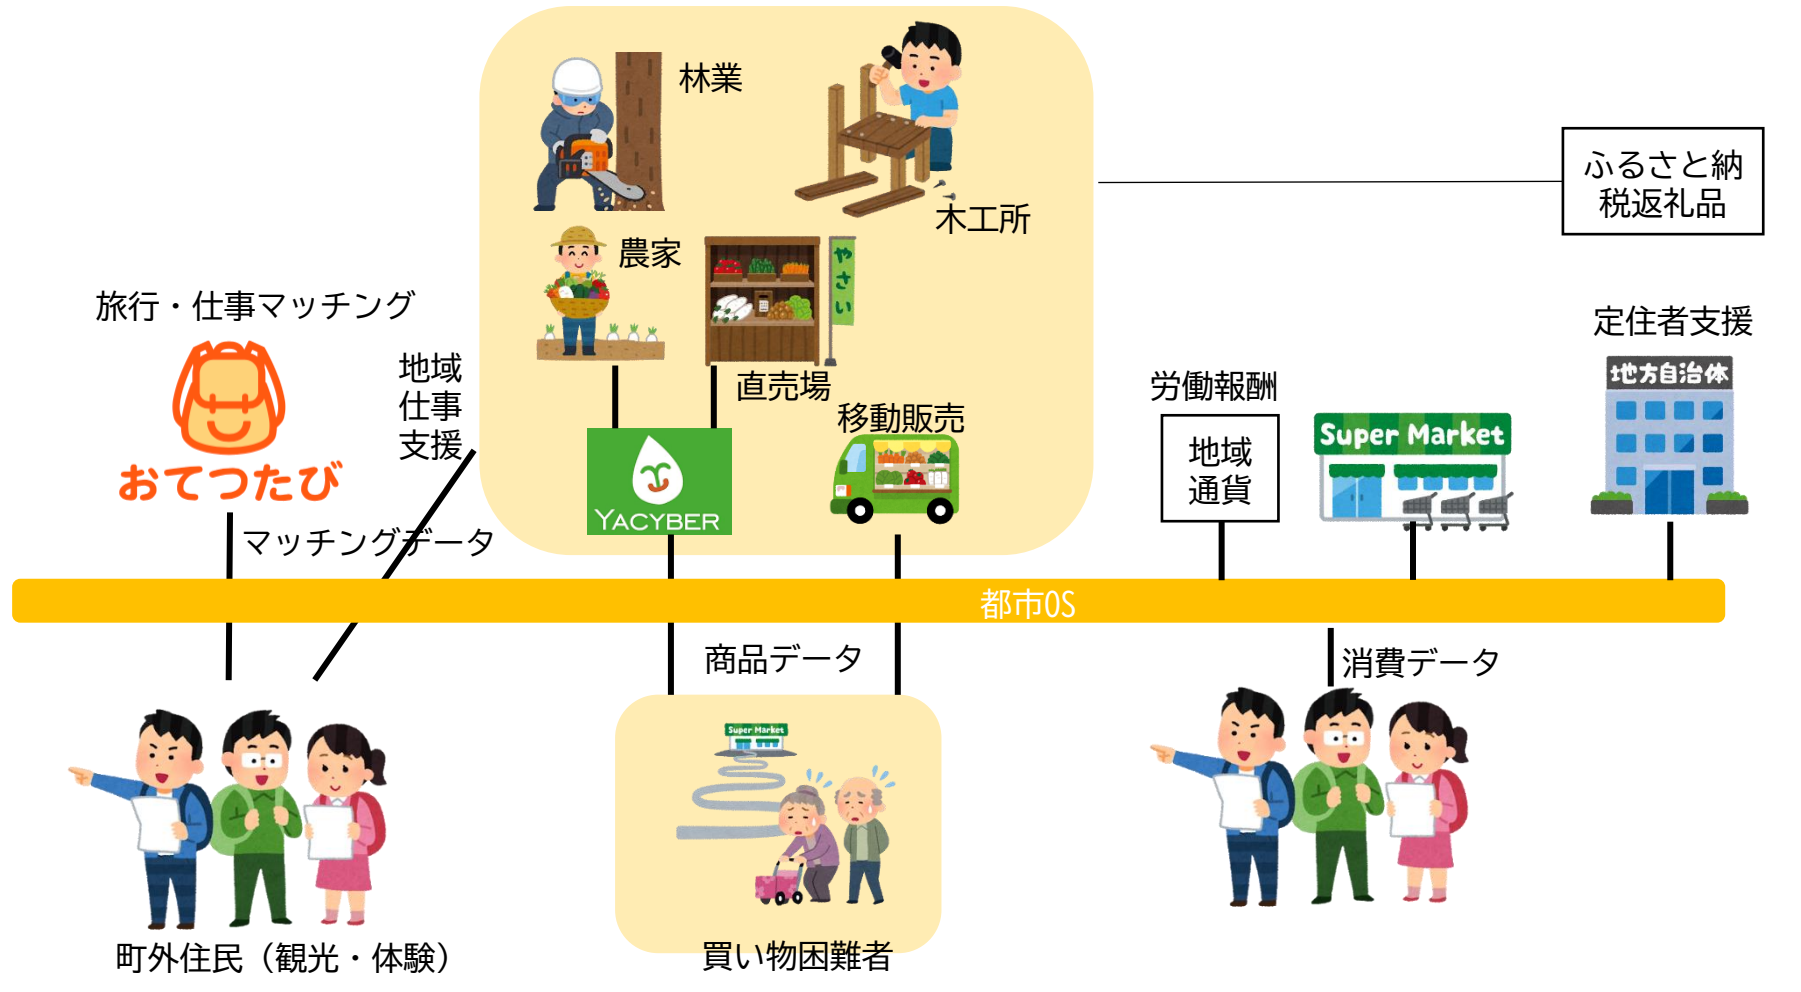 林業
木工所
ふるさと納
税返礼品
農家
やさい
旅行・仕事マッチング
定住者支援
地域
仕事
支援
直売場
労働報酬
地方自治体
移動販売
Super Market
地域
通貨
おてつたび
YACYBER
マッチングデータ
都市OS
商品データ
消費データ
Super Market
町外住民（観光・体験）
買い物困難者